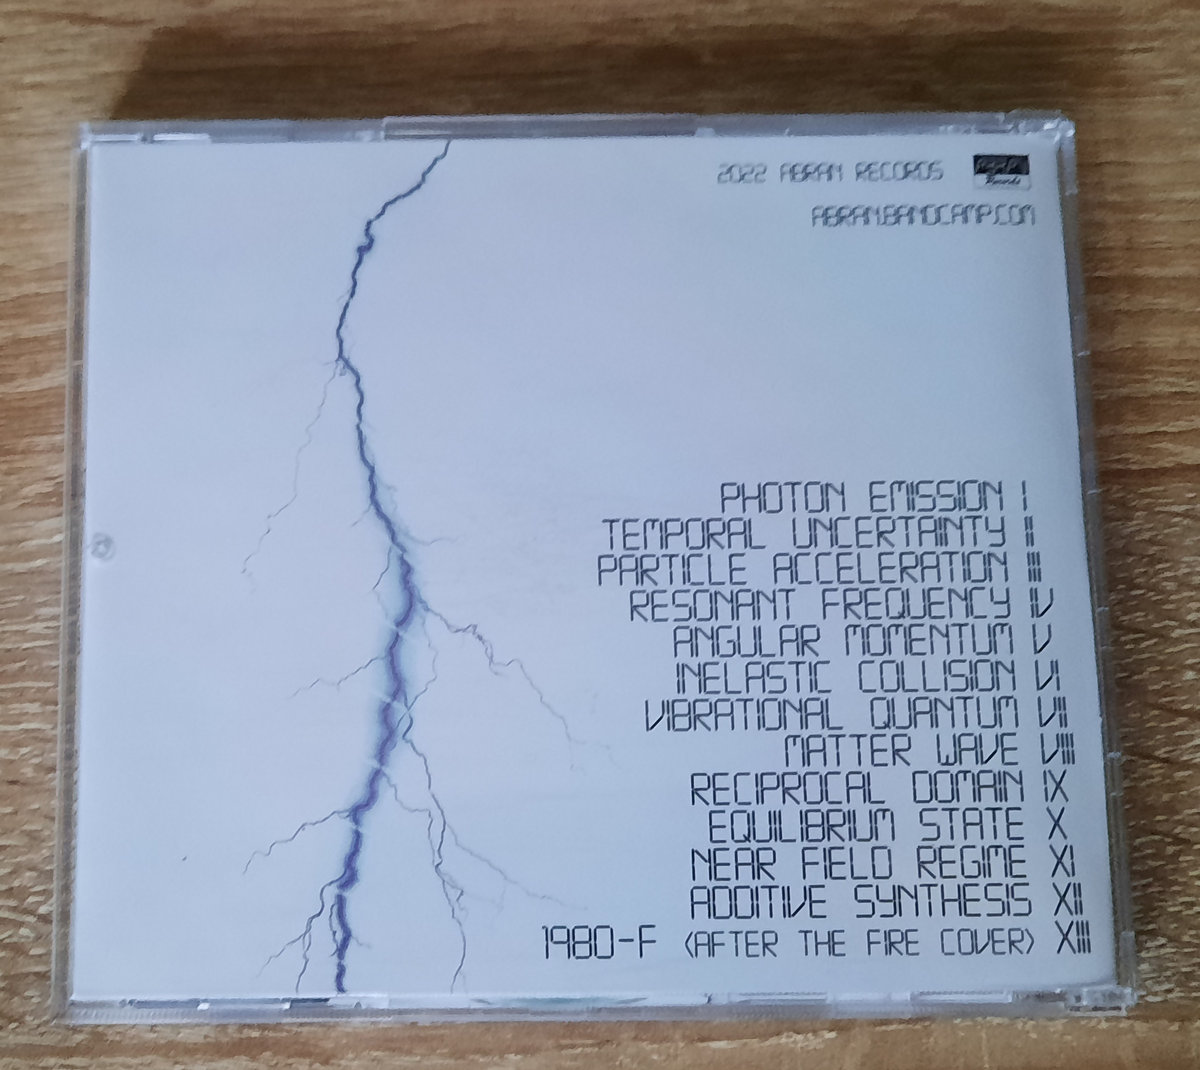 2022 ABRAM RECORDS
Records
ABRAM.BANDCAMP.COM
PHOTON EMISSION I
TEMPORAL UNCERTAINTY II
PARTICLE ACCELERATION III
RESONANT FREQUENCY IV
ANGULAR MOMENTUM V
INELASTIC COLLISION VI
VIBRATIONAL QUANTUM VII
MATTER WAVE VIII
RECIPROCAL DOMAIN IX
EQUILIBRIUM STATE X
NEAR FIELD REGIME XI
ADDITIVE SYNTHESIS XII
1980-F (AFTER THE FIRE COVER) XIII